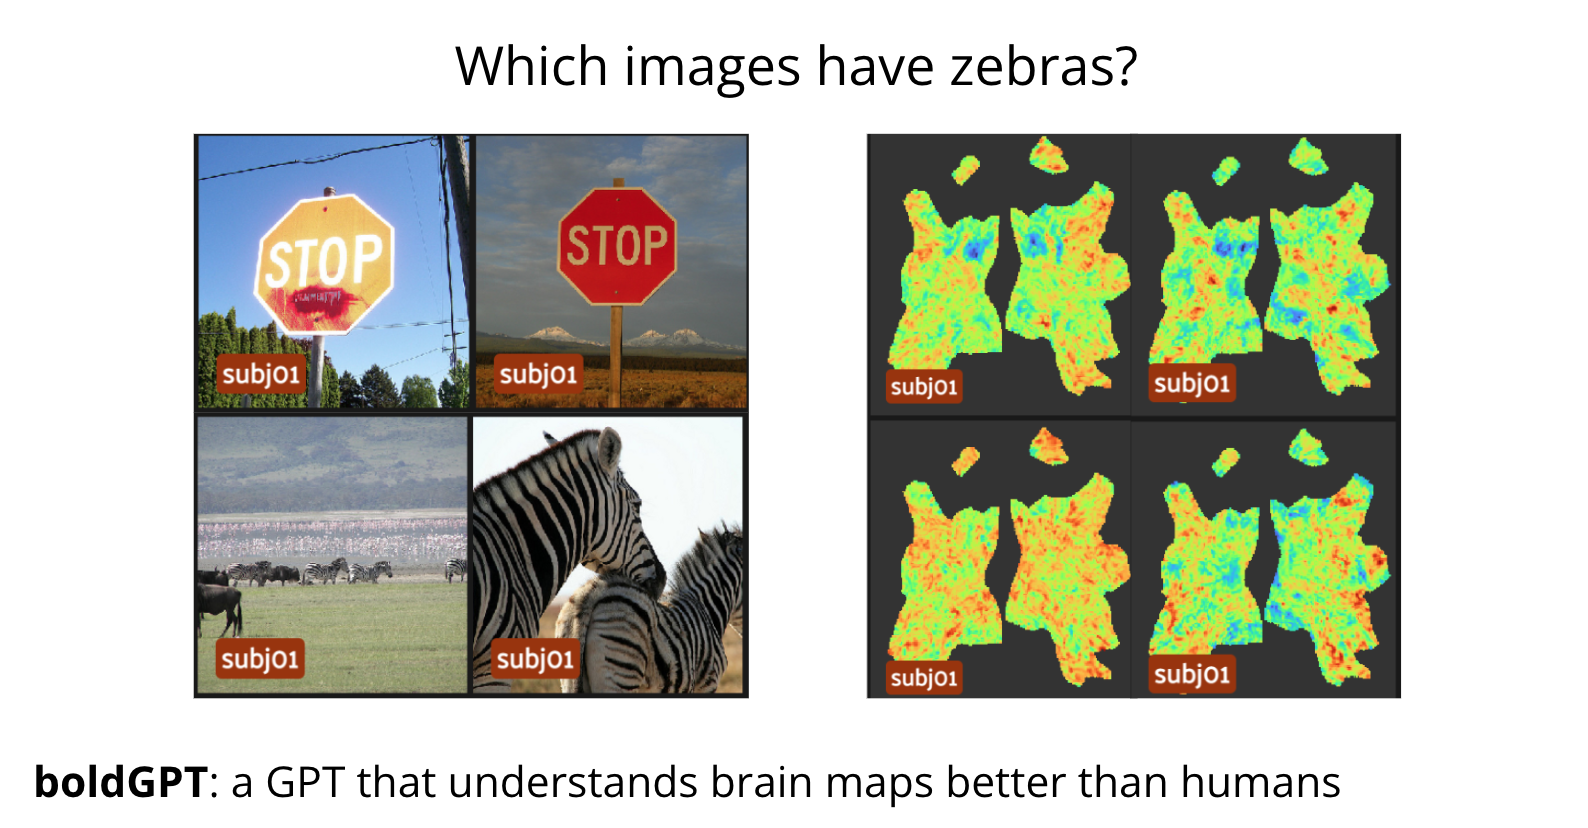 Which images have zebras?
STOP
STOP
subj01
subj01
subj01
subj01
subj01
subj01
subj01
subj01
boldGPT: a GPT that understands brain maps better than humans